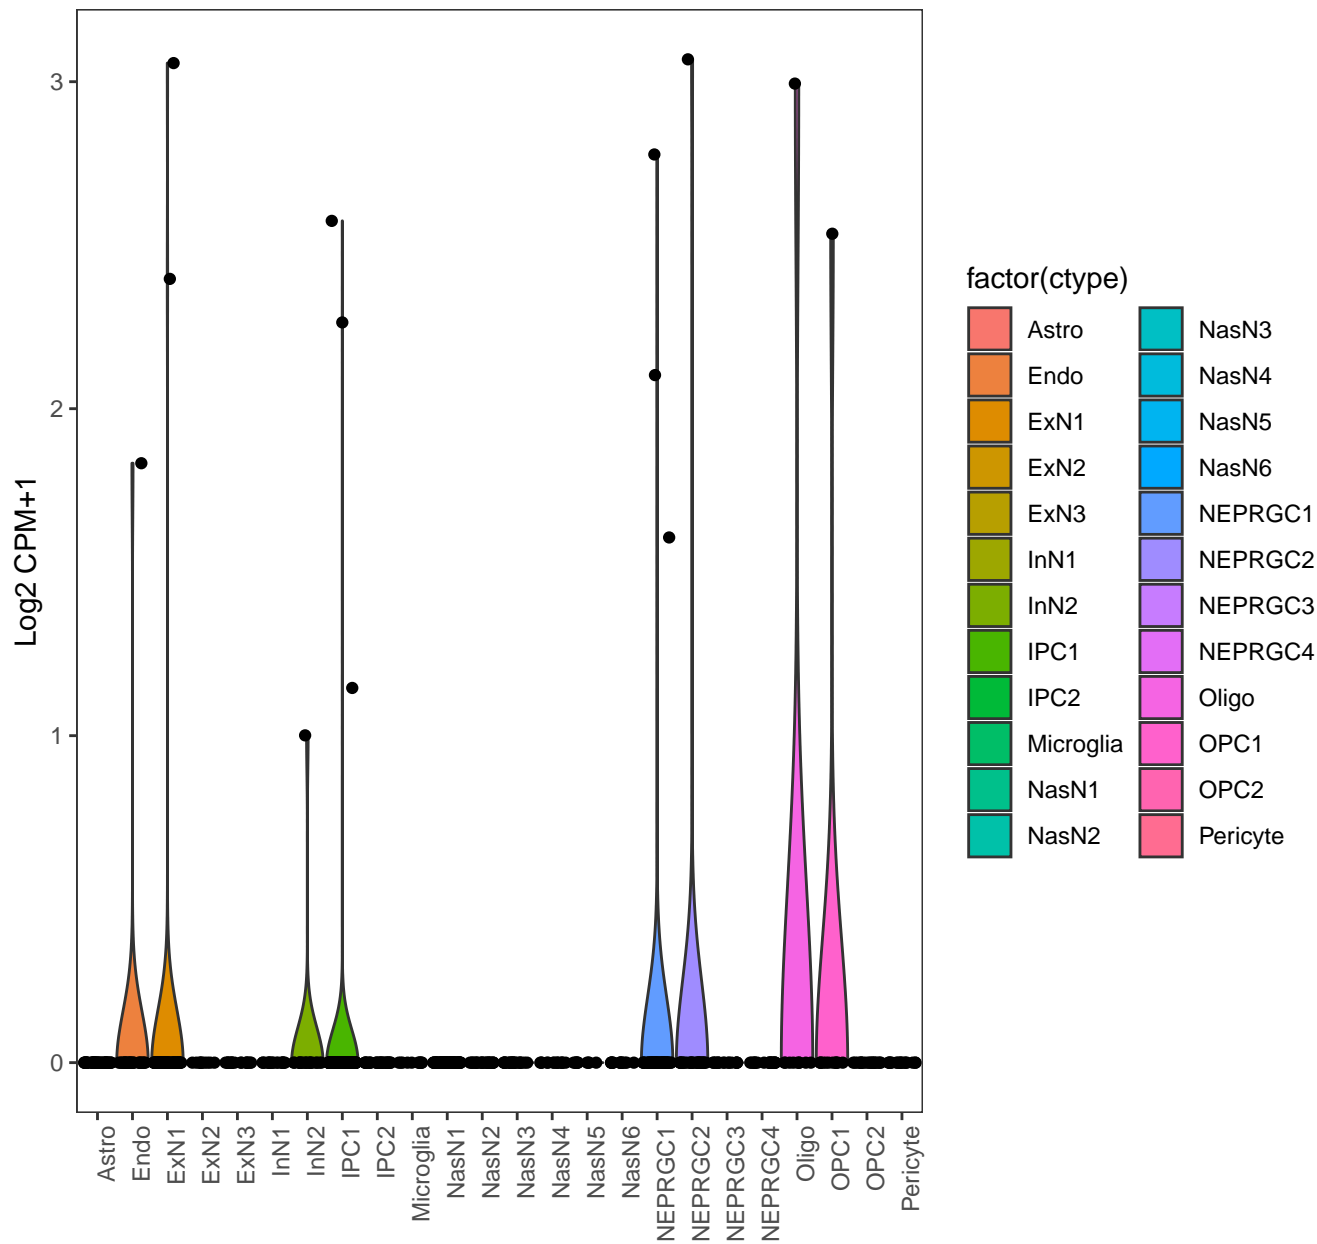 Log2 CPM+1
3
2
1
0
Astro
Endo
ExN1
ExN2
ExN3
InN1
InN2
IPC1
IPC2
Microglia
NasN1
NasN2
NasN3
NasN4
NasN5
NasN6
NEPRGC1
NEPRGC2
NEPRGC3
NEPRGC4
Oligo
OPC1
OPC2
Pericyte
factor(ctype)
Astro
Endo
ExN1
ExN2
ExN3
InN1
InN2
IPC1
IPC2
Microglia
NasN1
NasN2
NasN3
NasN4
NasN5
NasN6
NEPRGC1
NEPRGC2
NEPRGC3
NEPRGC4
Oligo
OPC1
OPC2
Pericyte